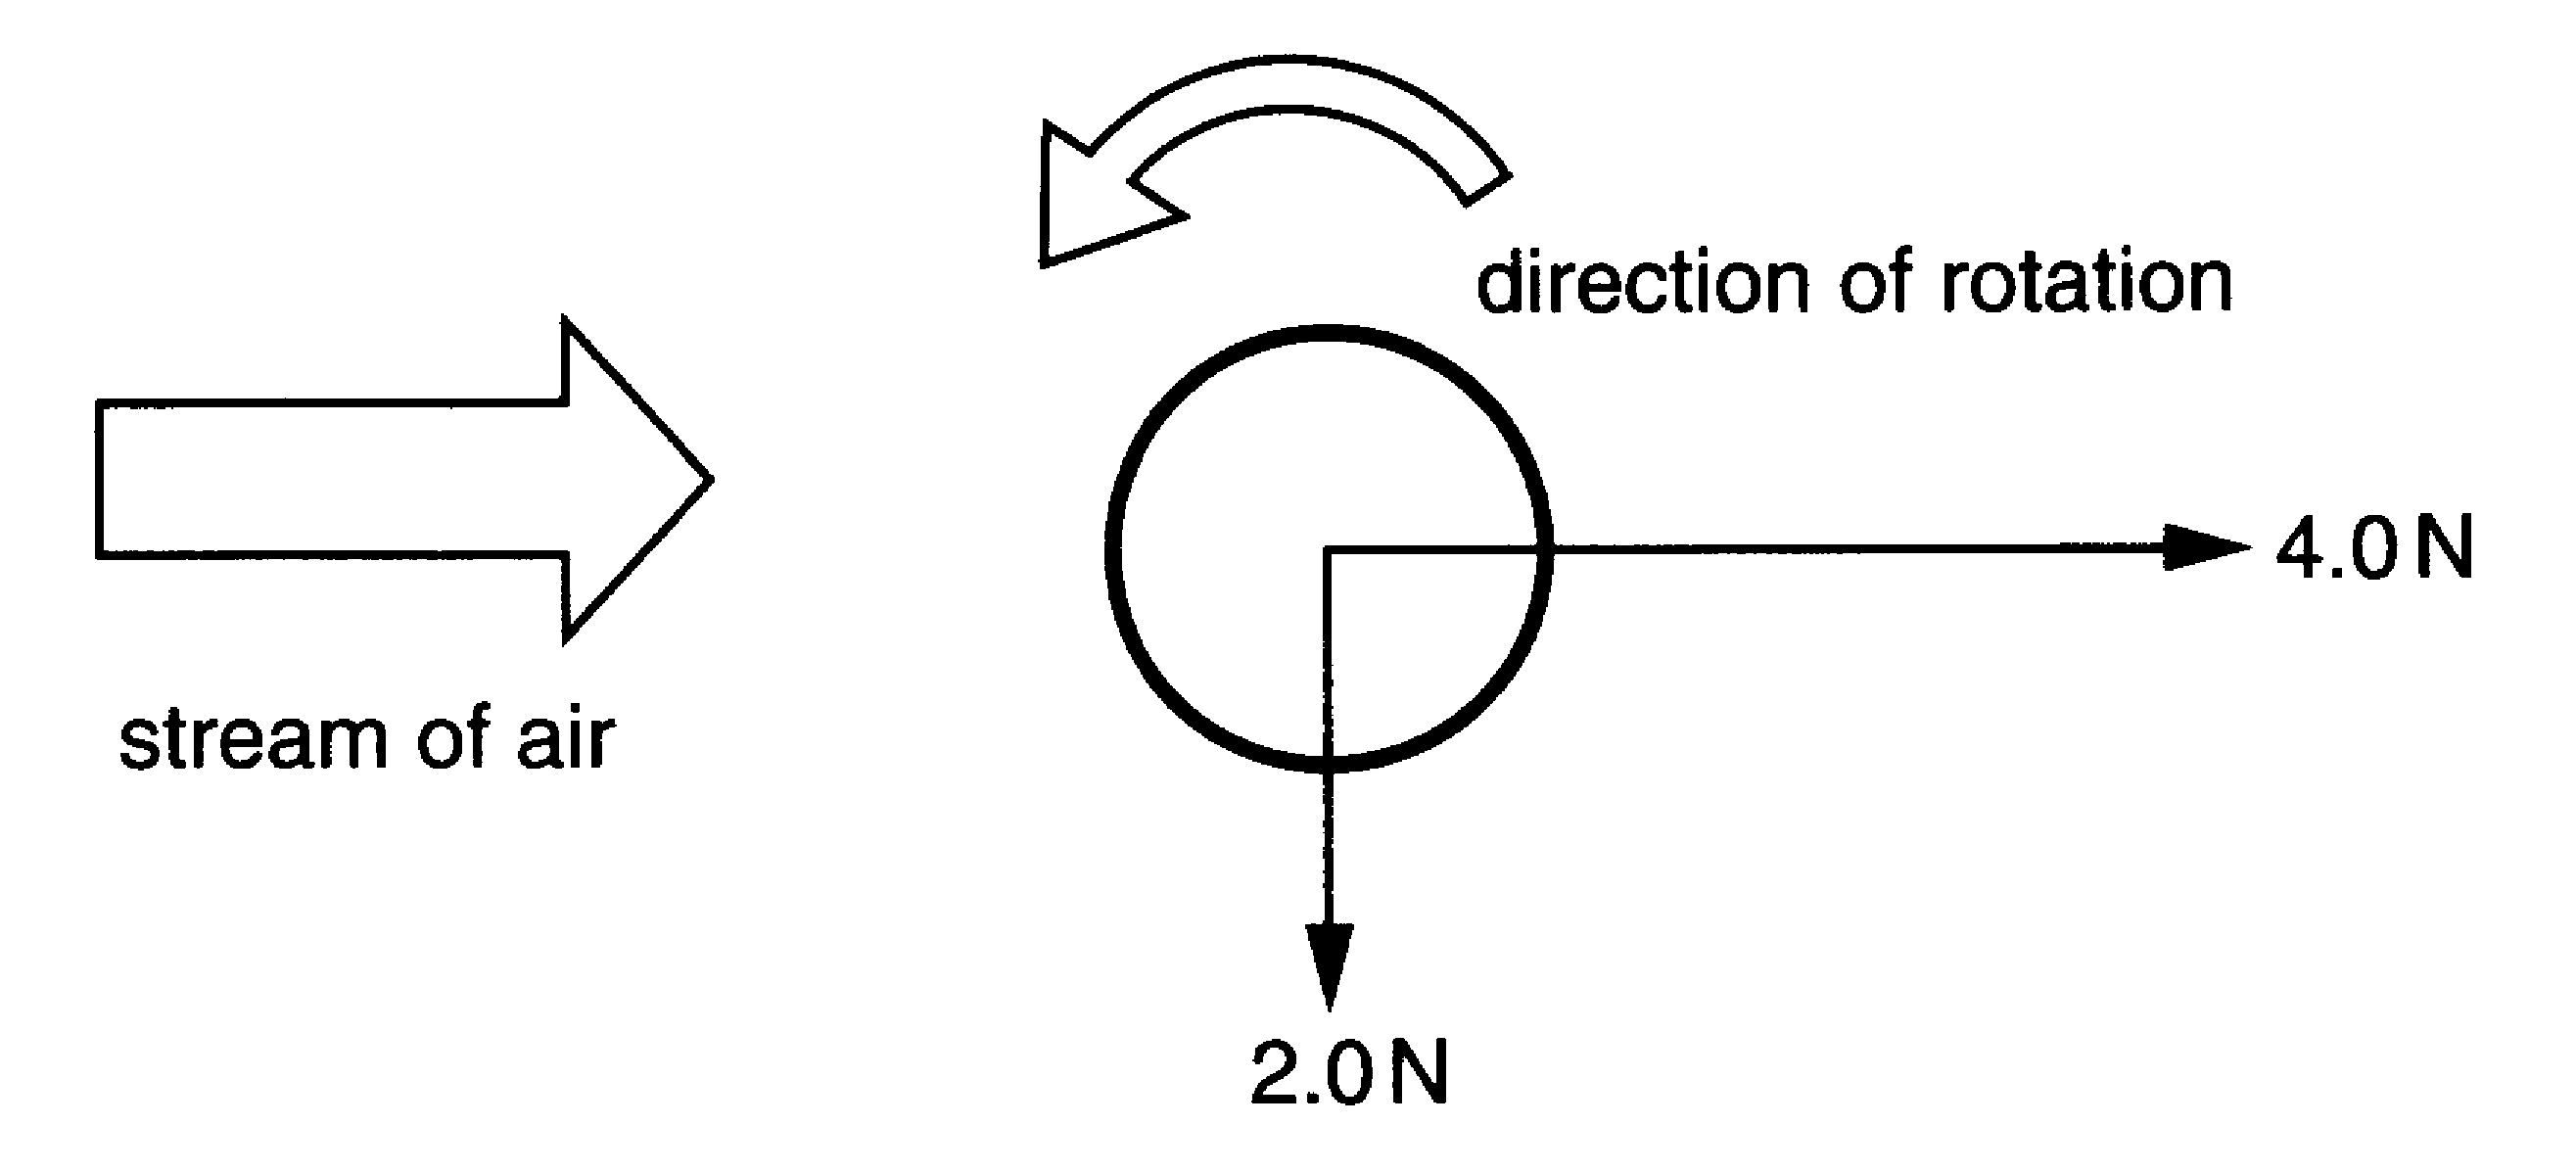 direction of rotation
4.0 N
stream of air
2.0 N